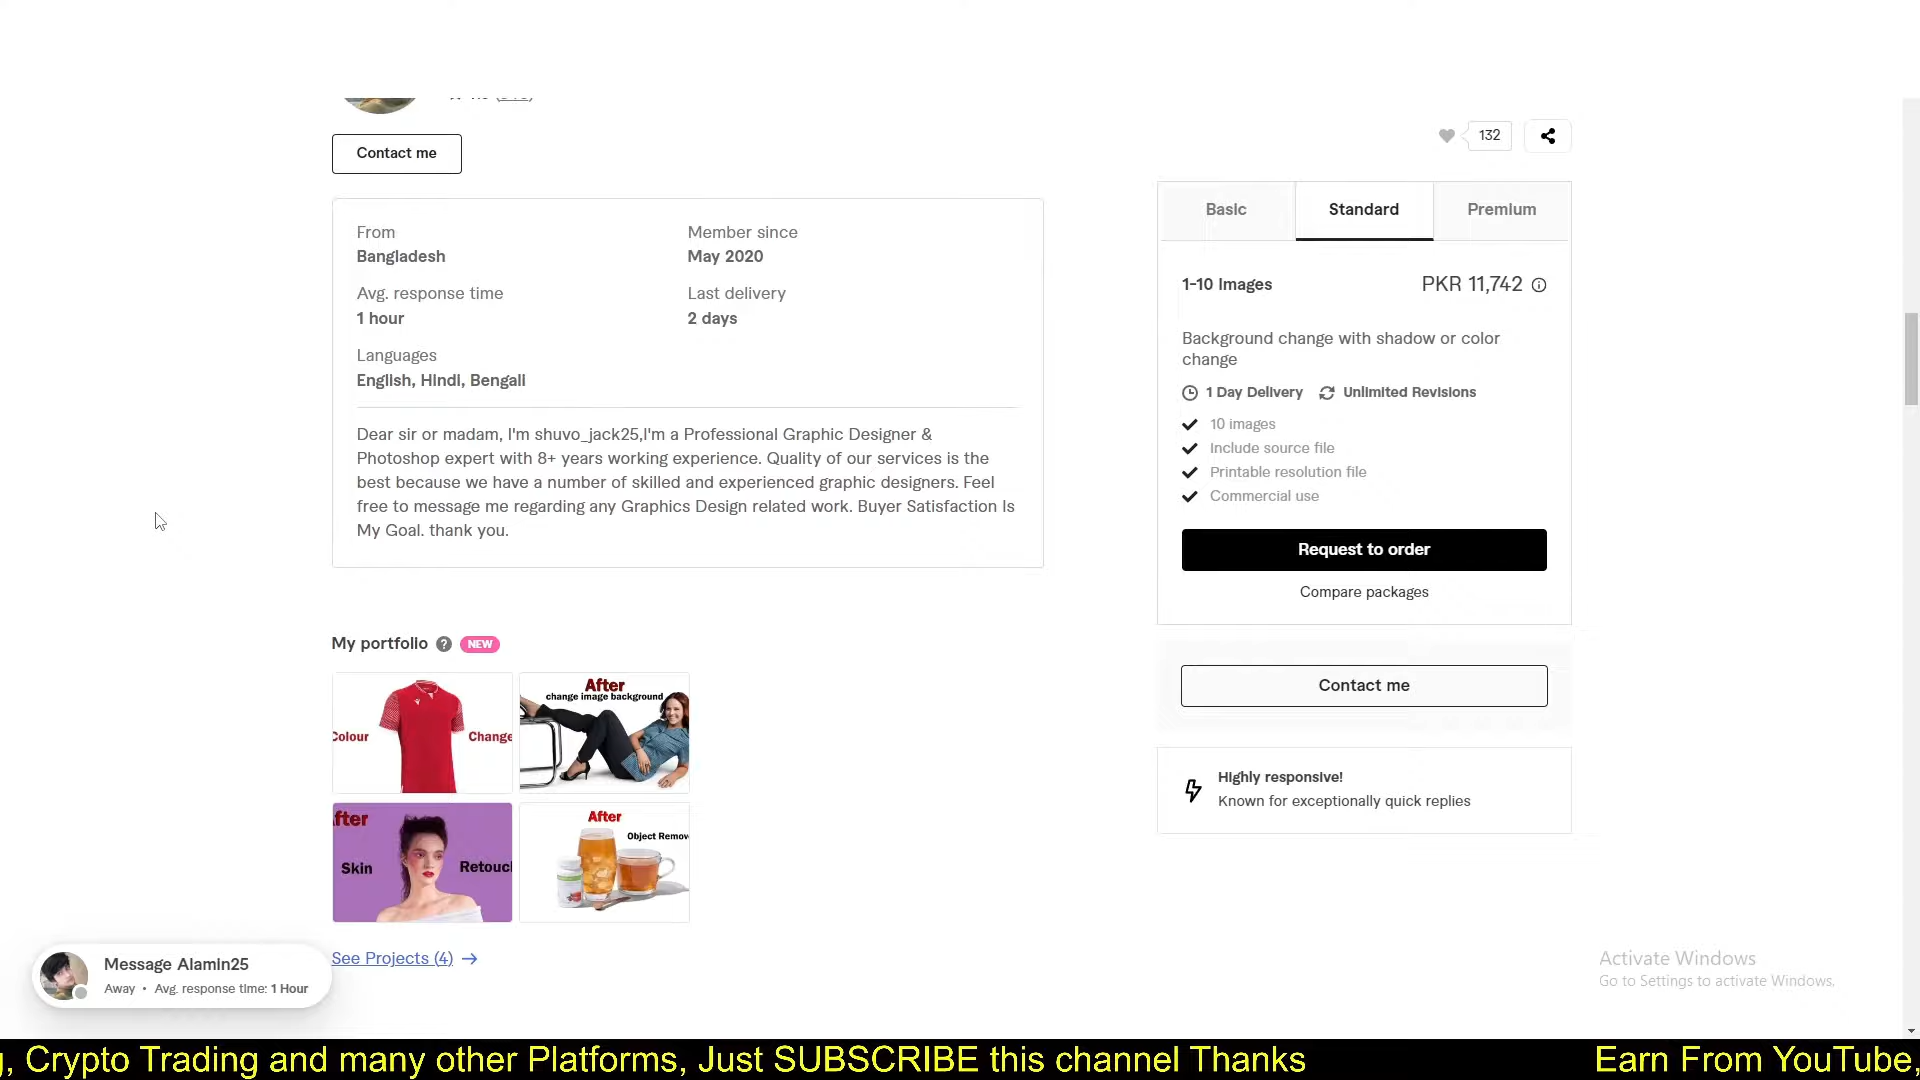 Contact me
132
From
Bangladesh
Member since
May 2020
Avg. response time
1 hour
Last delivery
2 days
Languages
English, Hindi, Bengali
Dear sir or madam, I'm shuvo_jack25,I'm a Professional Graphic Designer &
Photoshop expert with 8+ years working experience. Quality of our services is the
best because we have a number of skilled and experienced graphic designers. Feel
free to message me regarding any Graphics Design related work. Buyer Satisfaction Is
My Goal. thank you.
Basic
Standard
Premium
1-10 Images
PKR 11,742
Background change with shadow or color
change
1 Day Delivery
Unlimited Revisions
10 images
Include source file
Printable resolution file
Commercial use
Request to order
Compare packages
Contact me
Highly responsive!
Known for exceptionally quick replies
My portfolio ? NEW
Colour Change
After
change image background
After
Skin Retouc
After
Object Remov
See Projects (4) →
Message Alamin25
Away • Avg. response time: 1 Hour
Activate Windows
Go to Settings to activate Windows.
g, Crypto Trading and many other Platforms, Just SUBSCRIBE this channel Thanks
Earn From YouTube,